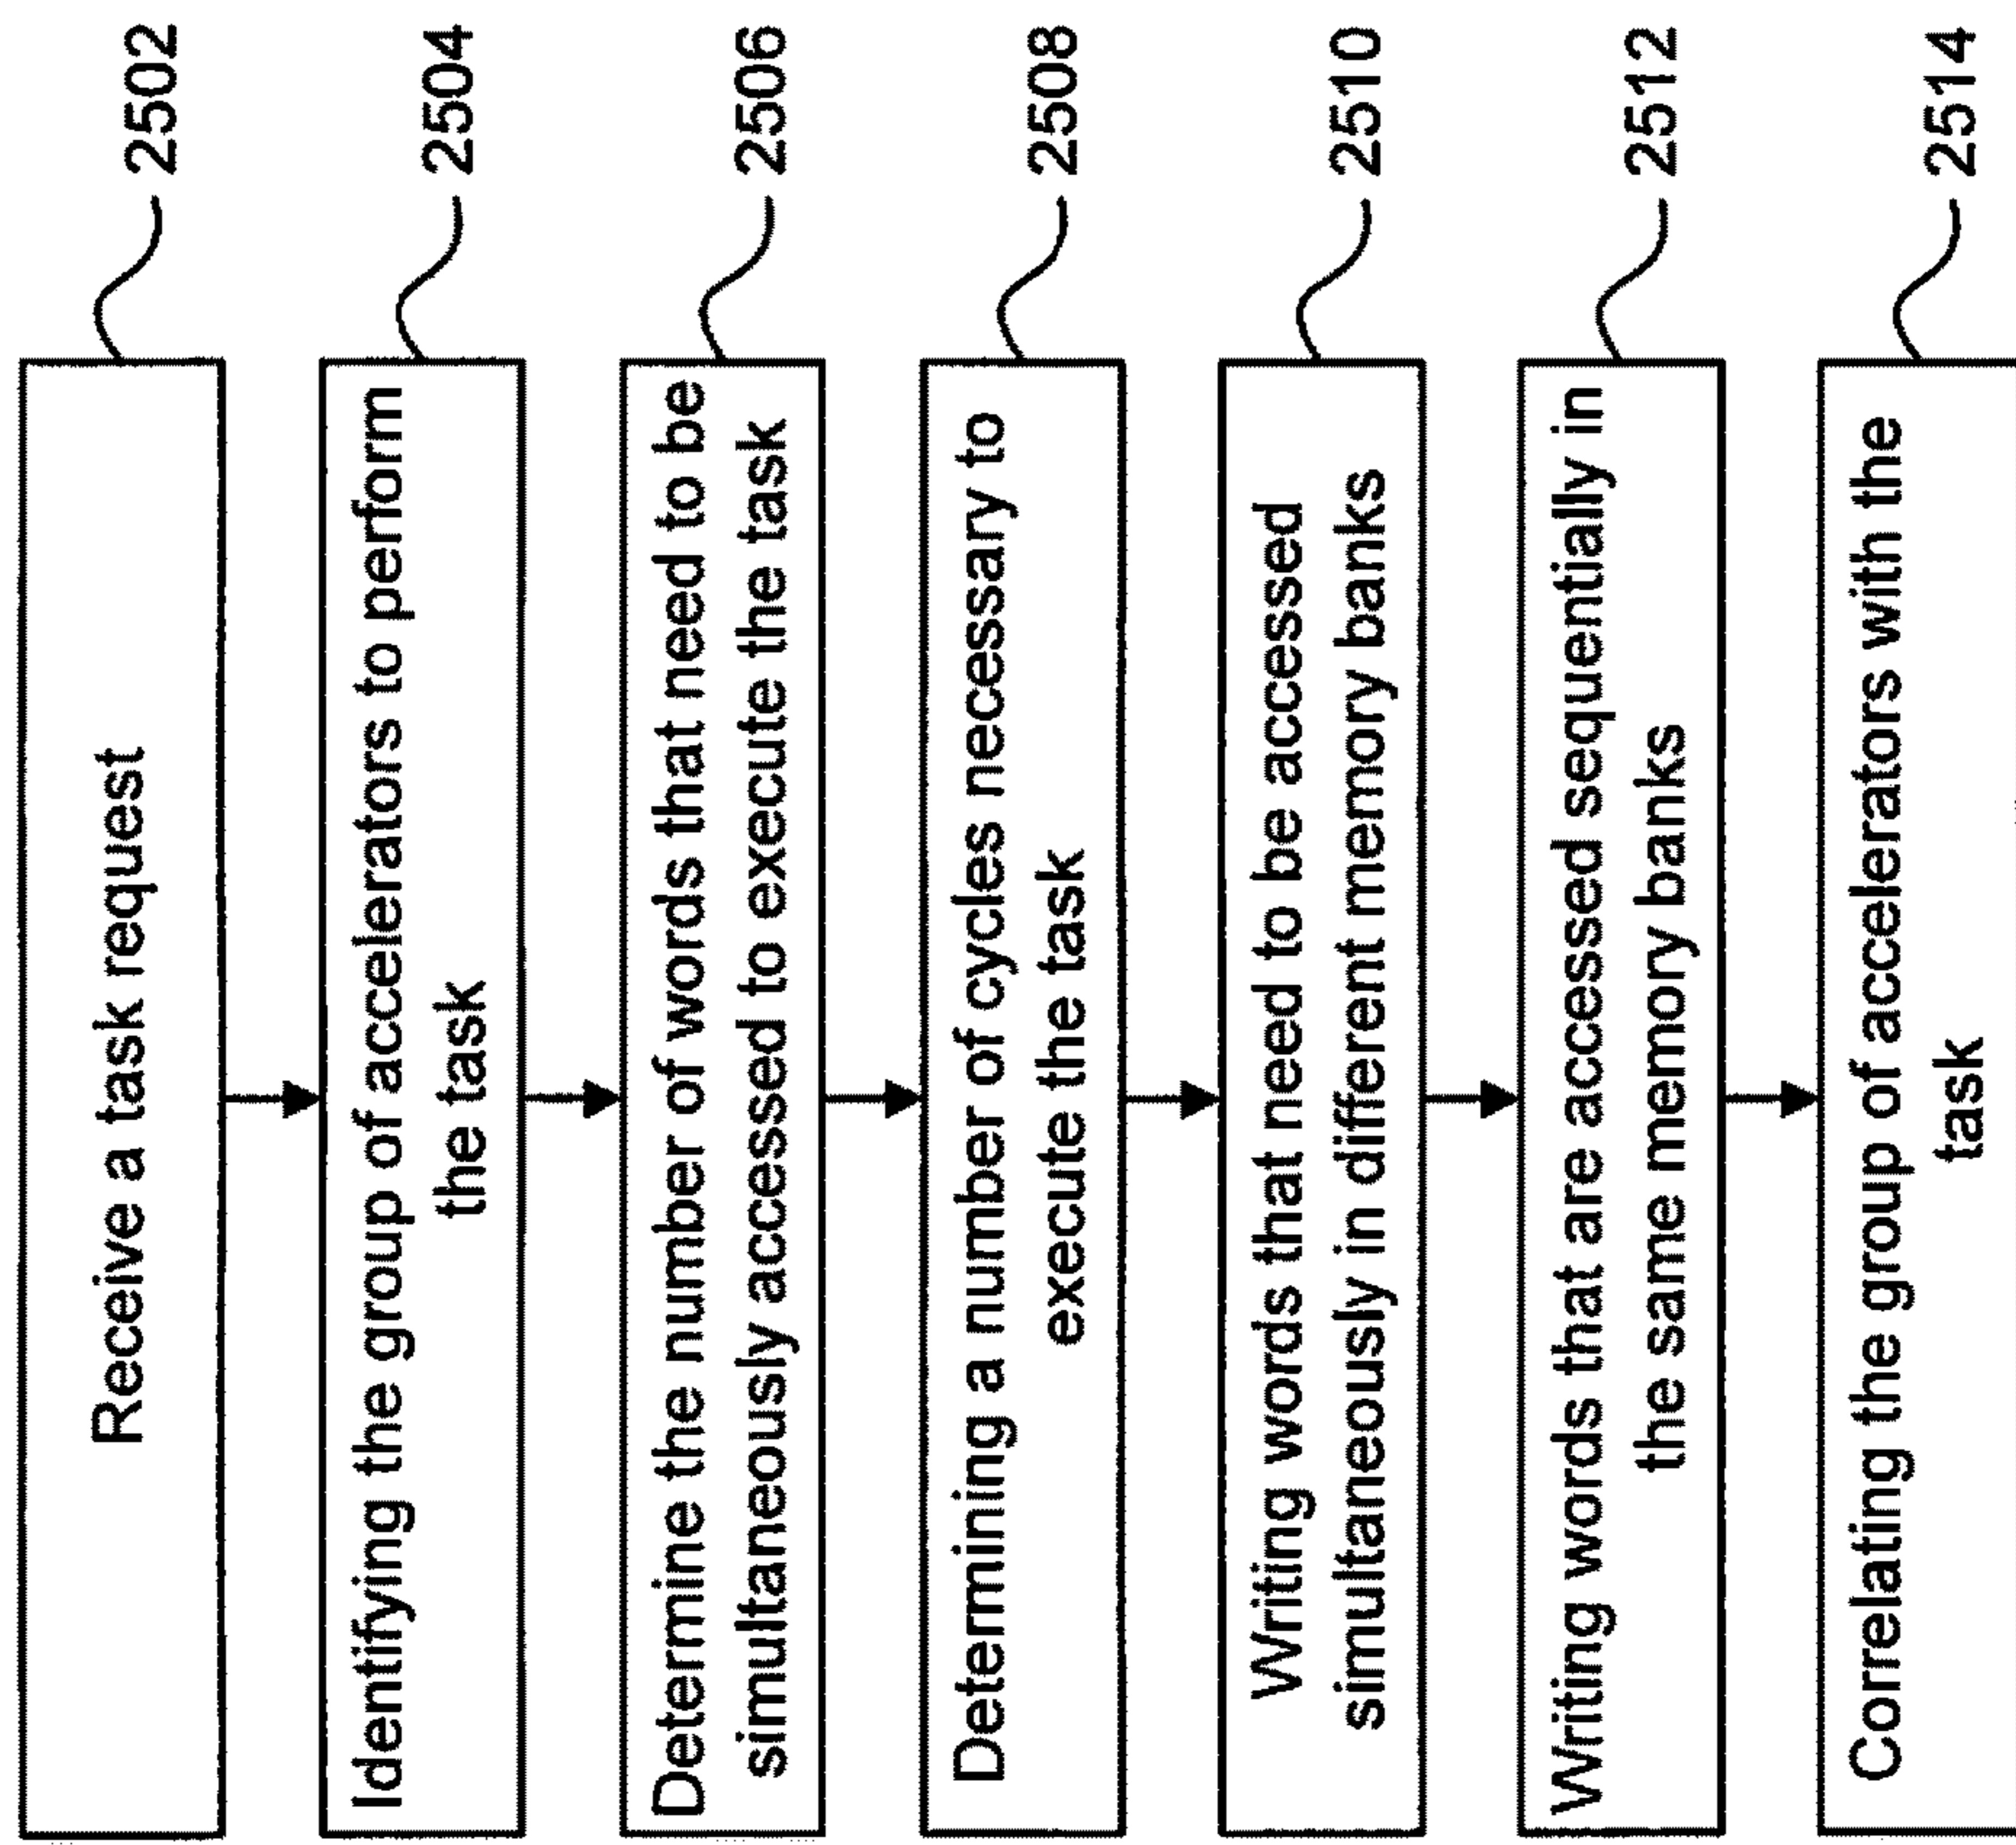 Receive a task request
2502
Identifying the group of accelerators to perform
the task
2504
Determine the number of words that need to be
simultaneously accessed to execute the task
2506
Determining a number of cycles necessary to
execute the task
2508
Writing words that need to be accessed
simultaneously in different memory banks
2510
Writing words that are accessed sequentially in
the same memory banks
2512
Correlating the group of accelerators with the
task
2514